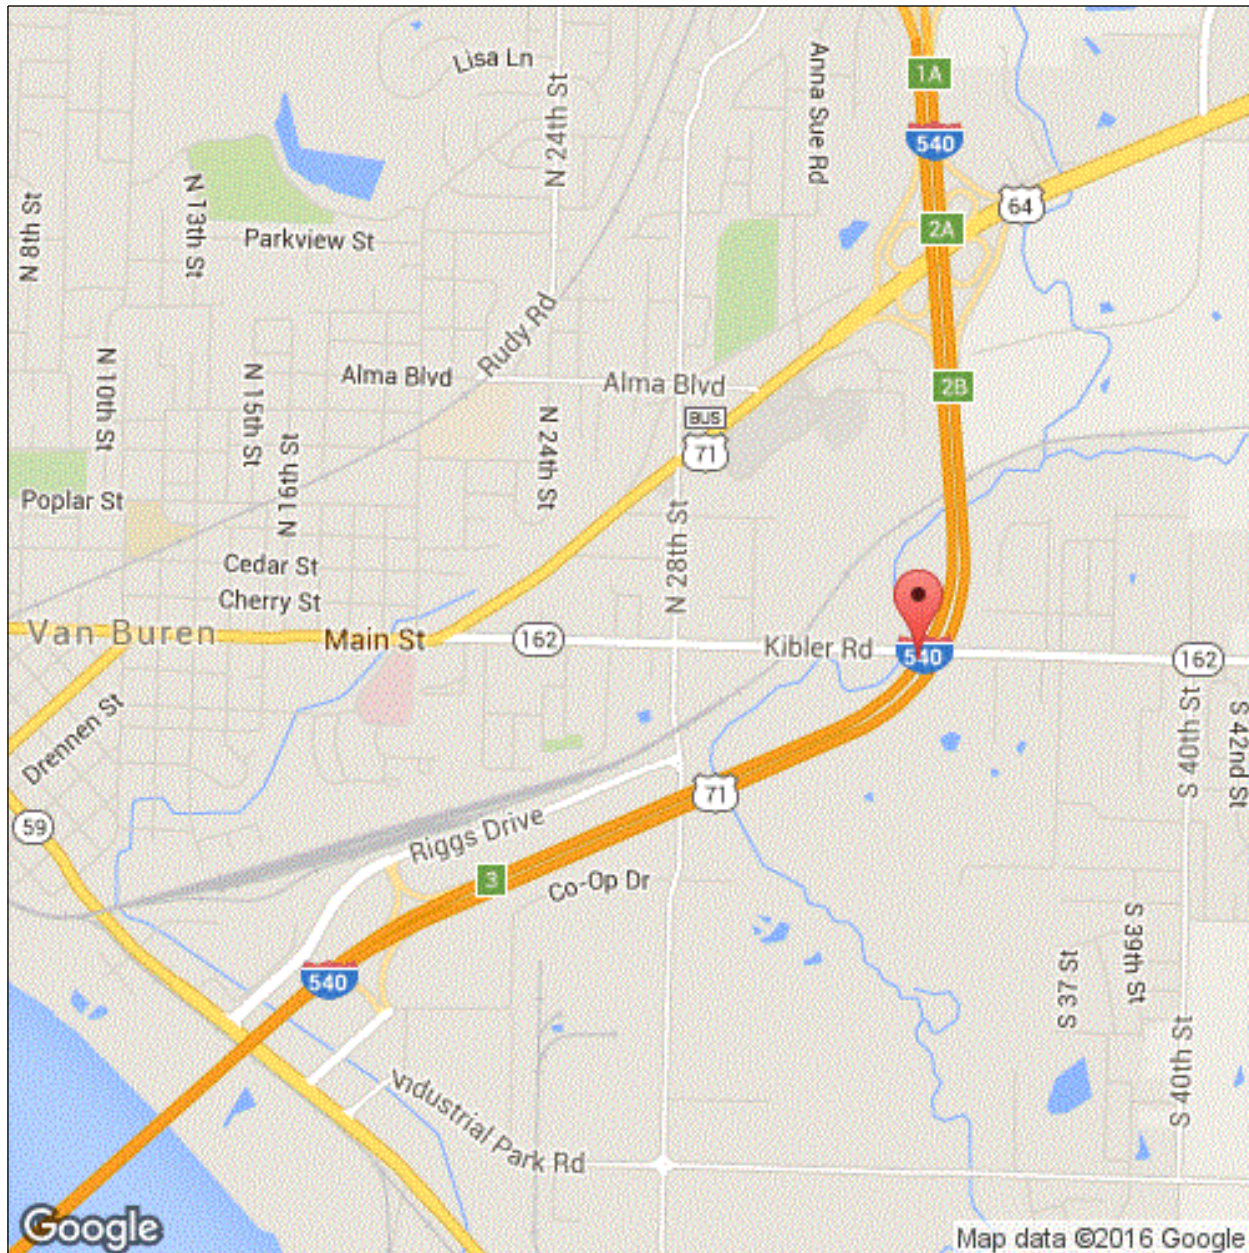 Lisa Ln
N 24th St
Anna Sue Rd
1A
540
64
N 8th St
N 13th St
Parkview St
2A
Rudy Rd
N 10th St
N 15th St
Alma Blvd
Alma Blvd
2B
BUS
71
N 16th St
N 24th St
Poplar St
N 28th St
Cedar St
Cherry St
Van Buren
Main St
162
Kibler Rd
540
162
Drennen St
S 40th St
S 42nd St
71
59
Riggs Drive
3
Co-Op Dr
S 39th St
S 37 St
540
S 40th St
Industrial Park Rd
Google
Map data ©2016 Google